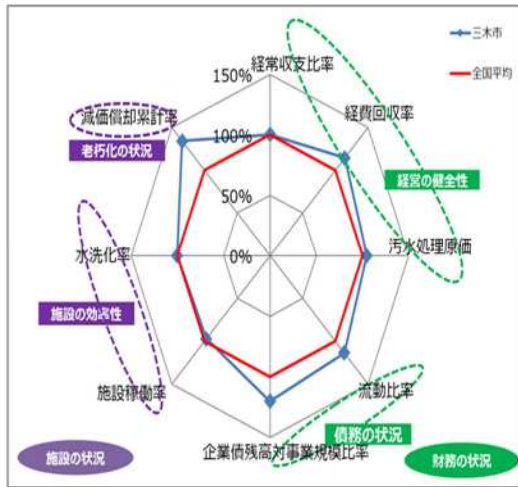 三木市
全国平均
経常収支比率
150%
減価償却累計率
経費回収率
100%
老朽化の状況
50%
経営の健全性
水洗化率
0%
汚水処理原価
施設の効率性
施設稼働率
流動比率
債務の状況
企業債残高対事業規模比率
施設の状況
財務の状況